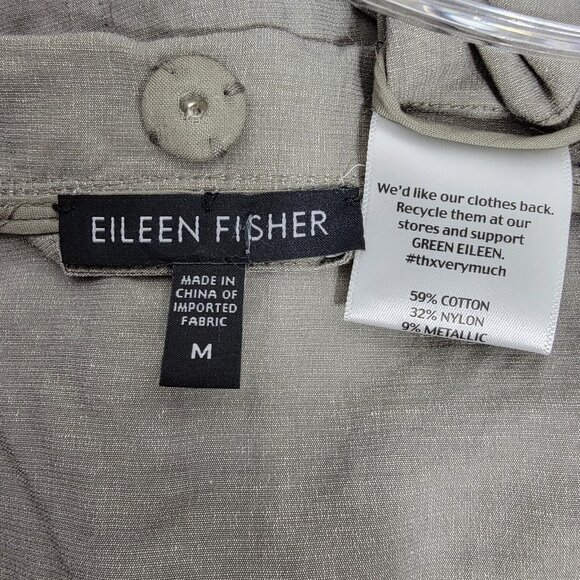 EILEEN FISHER
MADE IN
CHINA OF
IMPORTED
FABRIC
M
We'd like our clothes back.
Recycle them at our
stores and support
GREEN EILEEN.
#thxverymuch
59% COTTON
32% NYLON
9% METALLIC